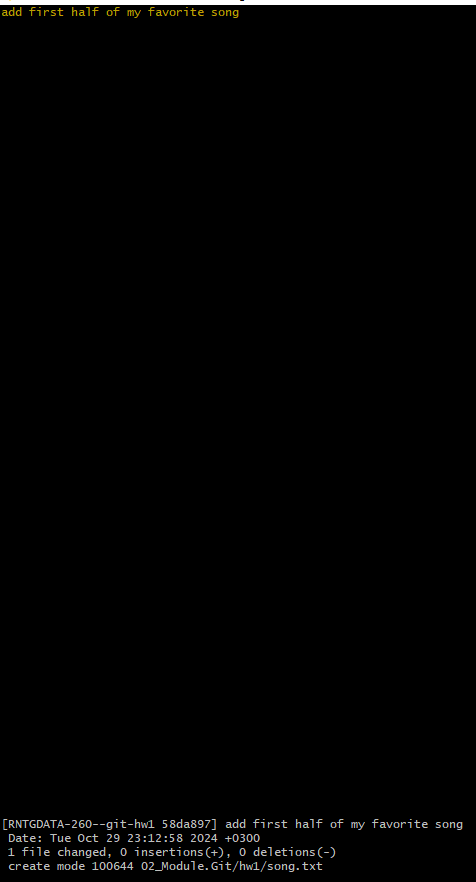 add first half of my favorite song
[RNTGDATA-260--git-hw1 58da897] add first half of my favorite song
Date: Tue Oct 29 23:12:58 2024 +0300
1 file changed, 0 insertions(+), 0 deletions(-)
create mode 100644 02_Module.Git/hw1/song.txt